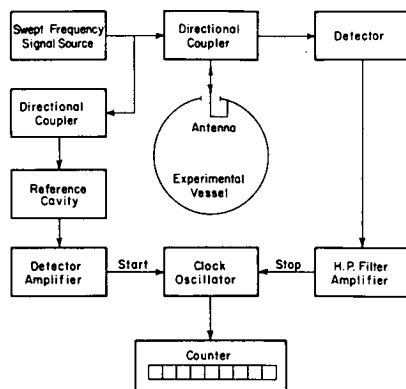 Swept Frequency
Signal Source
Directional
Coupler
Detector
Directional
Coupler
Antenna
Experimental
Vessel
Reference
Cavity
Detector
Amplifier
Start
Clock
Oscillator
Stop
H.P. Filter
Amplifier
Counter